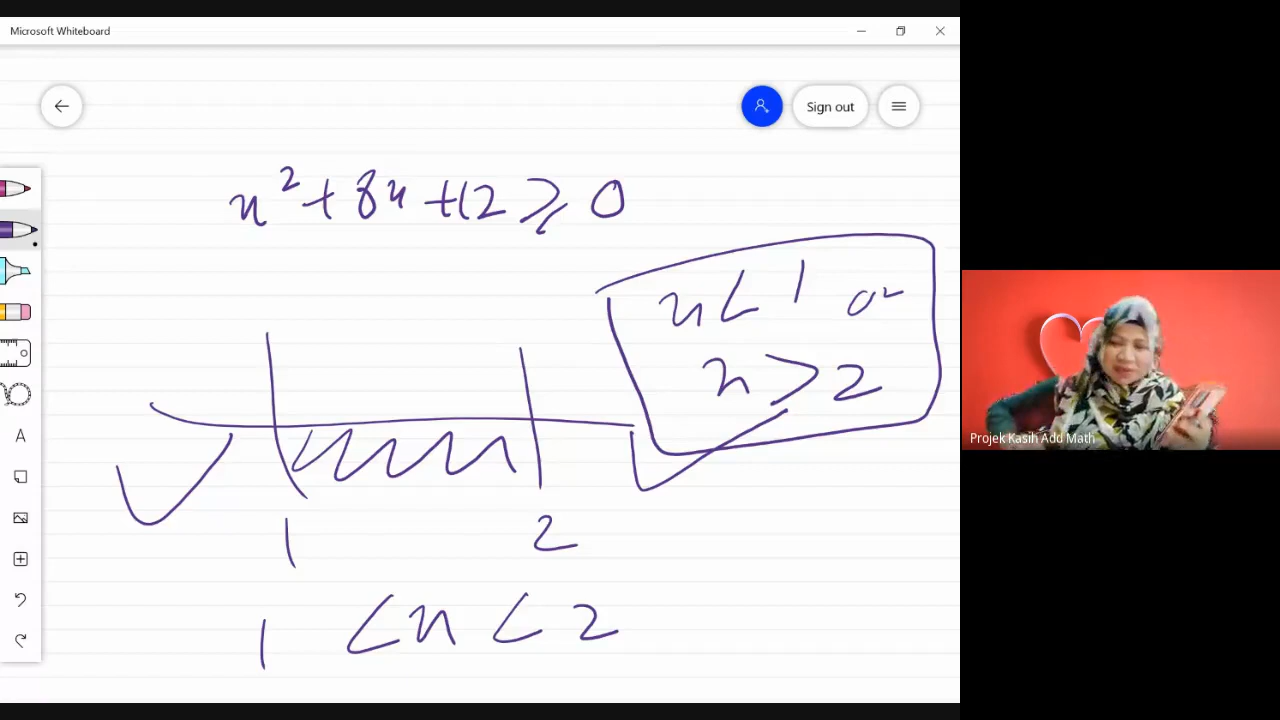 Microsoft Whiteboard
Sign out
x² + 8x + 12 ⩾ 0
x < 1 or
x > 2
Projek Kasih Add Math
A
1 2
1 < x < 2